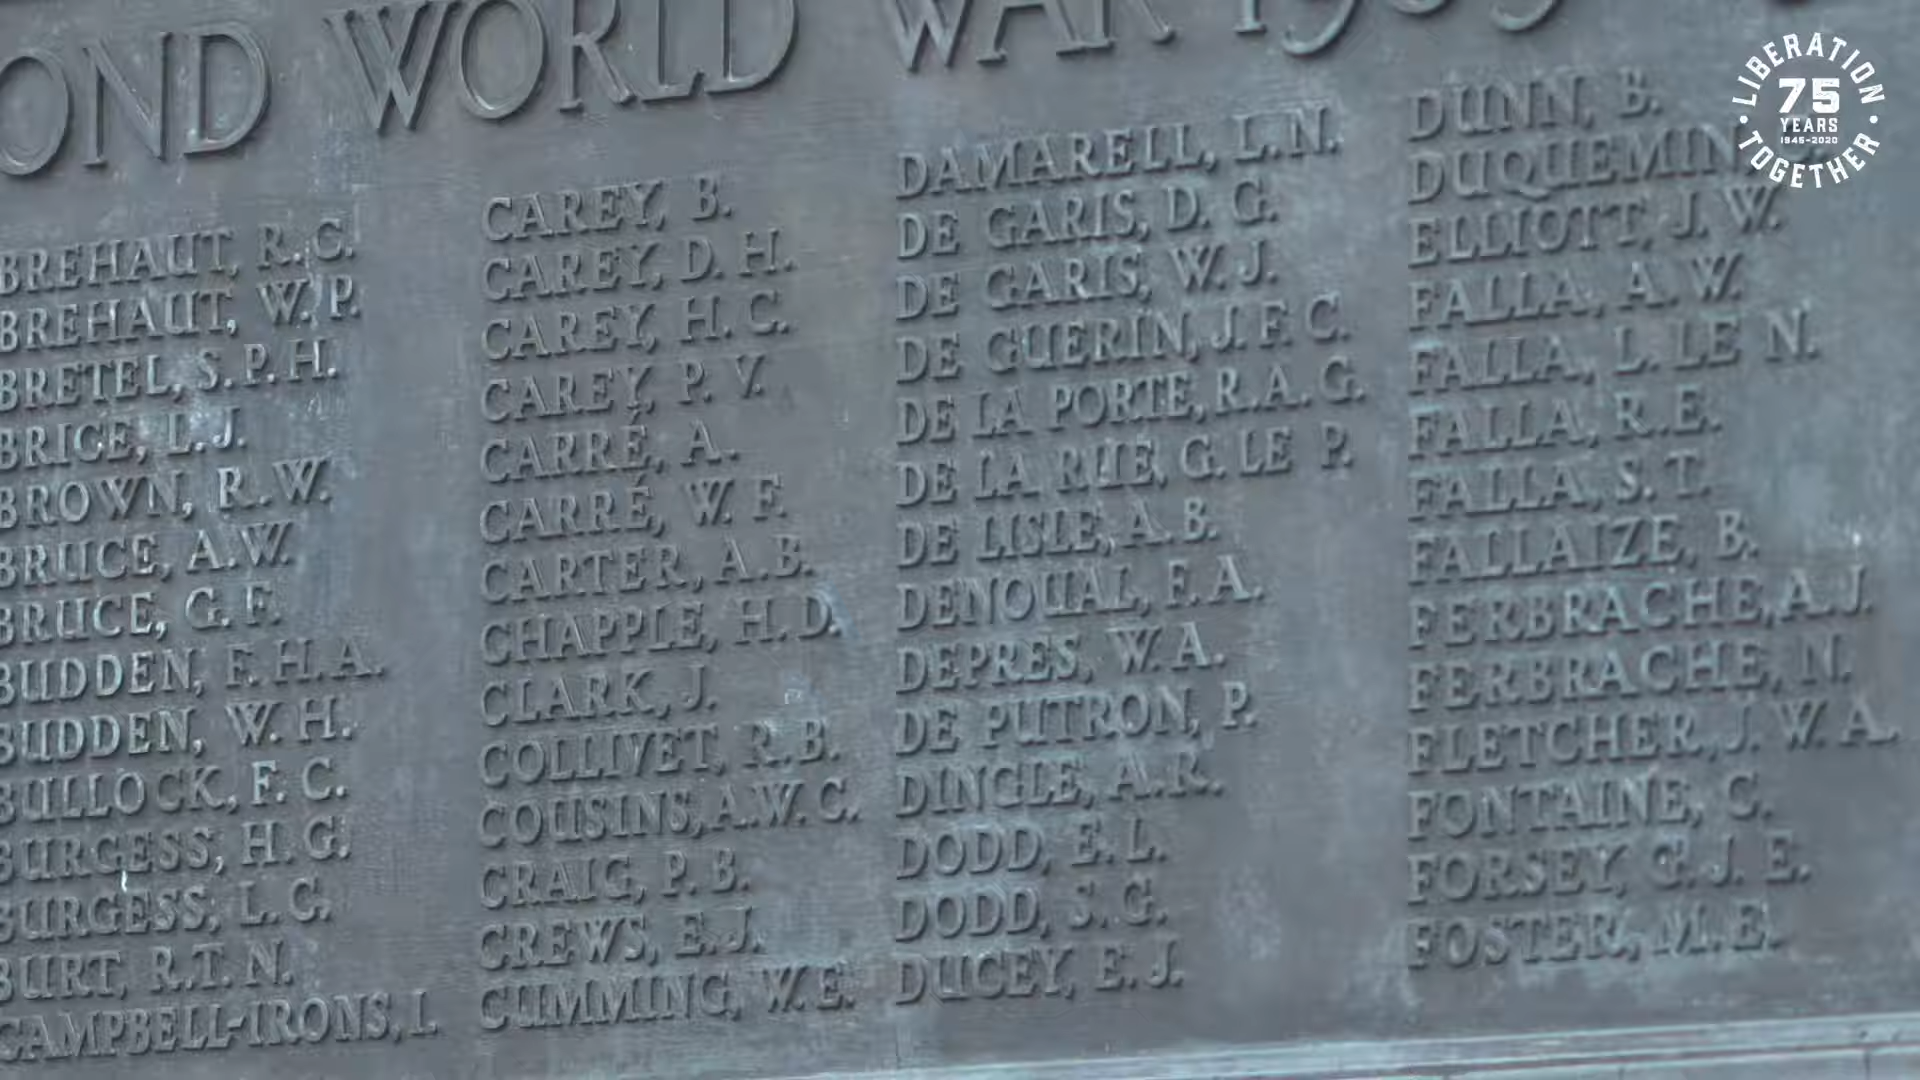 OND WORLD WAR 1939
BREHAUT, R.C.
BREHAUT, W.P.
BRETEL, S.P.H.
BRICE, L.J.
BROWN, R.W.
BRUCE, A.W.
BRUCE, G.F.
BUDDEN, F.H.A.
BUDDEN, W.H.
BULLOCK, F.C.
BURGESS, H.G.
BURGESS, L.C.
BURT, R.T.N.
CAMPBELL-IRONS, I.
CAREY, B.
CAREY, D.H.
CAREY, H.C.
CAREY, P.V.
CARRÉ, A.
CARRÉ, W.F.
CARTER, A.B.
CHAPPLE, H.D.
CLARK, J.
COLLIVET, R.B.
COUSINS, A.W.C.
CRAIG, P.B.
CREWS, E.J.
CUMMING, W.E.
DAMARELL, L.N.
DE GARIS, D.G.
DE GARIS, W.J.
DE GUERIN, J.F.C.
DE LA PORTE, R.A.G.
DE LA RUE, G. LE P.
DE LISLE, A.B.
DENOUAL, F.A.
DEPRES, W.A.
DE PUTRON, P.
DINGLE, A.R.
DODD, E.L.
DODD, S.G.
DUCEY, E.J.
DUNN, B.
DUQUEMIN
ELLIOTT, J.W.
FALLA, A.W.
FALLA, L. LE N.
FALLA, R.E.
FALLA, S.T.
FALLAIZE, B.
FERBRACHE, A.J.
FERBRACHE, N.
FLETCHER, J.W.A.
FONTAINE, C.
FORSEY, G.J.E.
FOSTER, M.E.
LIBERATION
75
YEARS
1945-2020
TOGETHER